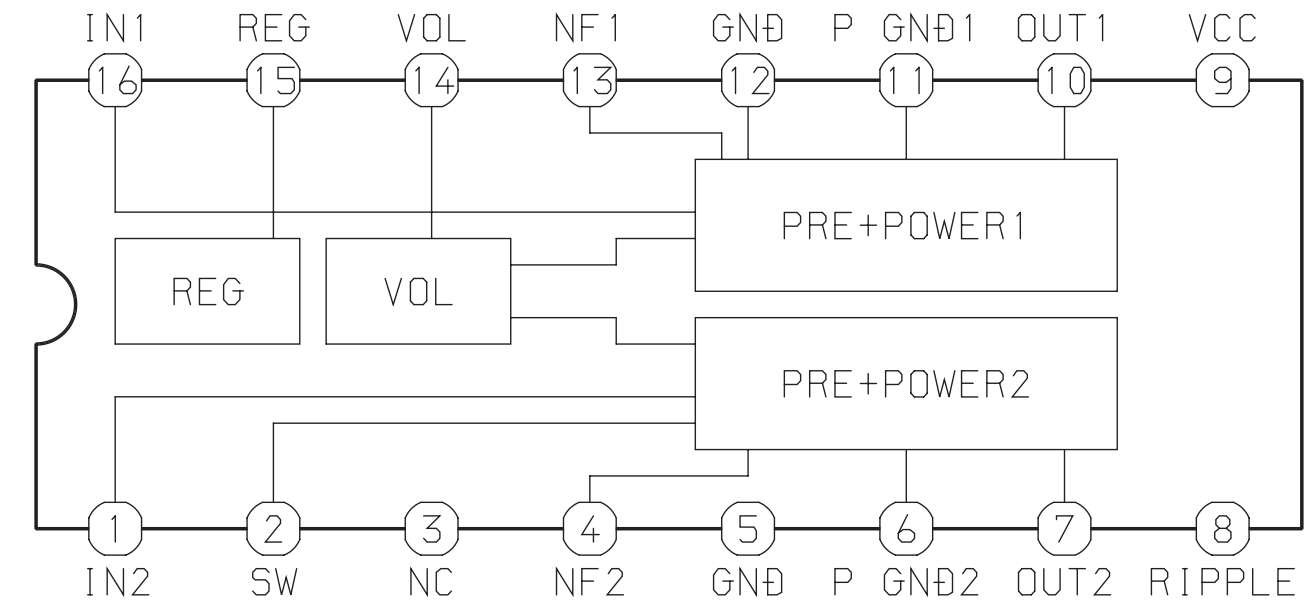 IN1 REG VOL NF1 GND P GND1 OUT1 VCC
16 15 14 13 12 11 10 9
PRE+POWER1
REG VOL
PRE+POWER2
1 2 3 4 5 6 7 8
IN2 SW NC NF2 GND P GND2 OUT2 RIPPLE